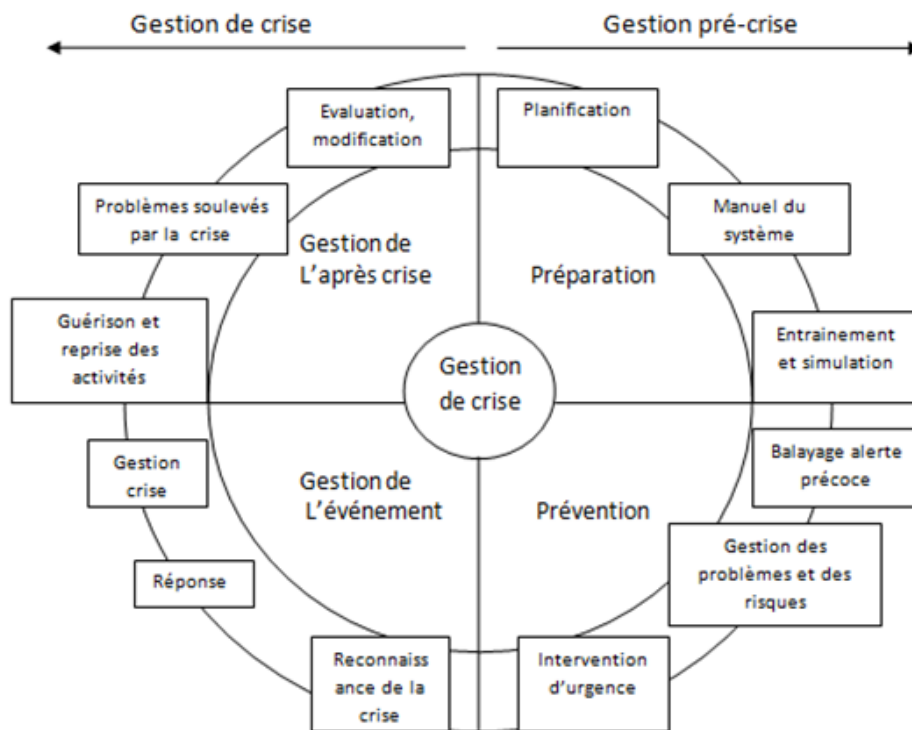 Gestion de crise
Gestion pré-crise
Evaluation,
modification
Planification
Problèmes soulevés
par la crise
Manuel du
système
Gestion de
L'après crise
Préparation
Guérison et
reprise des
activités
Entrainement
et simulation
Gestion
de crise
Gestion
crise
Balayage alerte
précoce
Gestion de
L'événement
Prévention
Gestion des
problèmes et des
risques
Réponse
Reconnaiss
ance de la
crise
Intervention
d'urgence